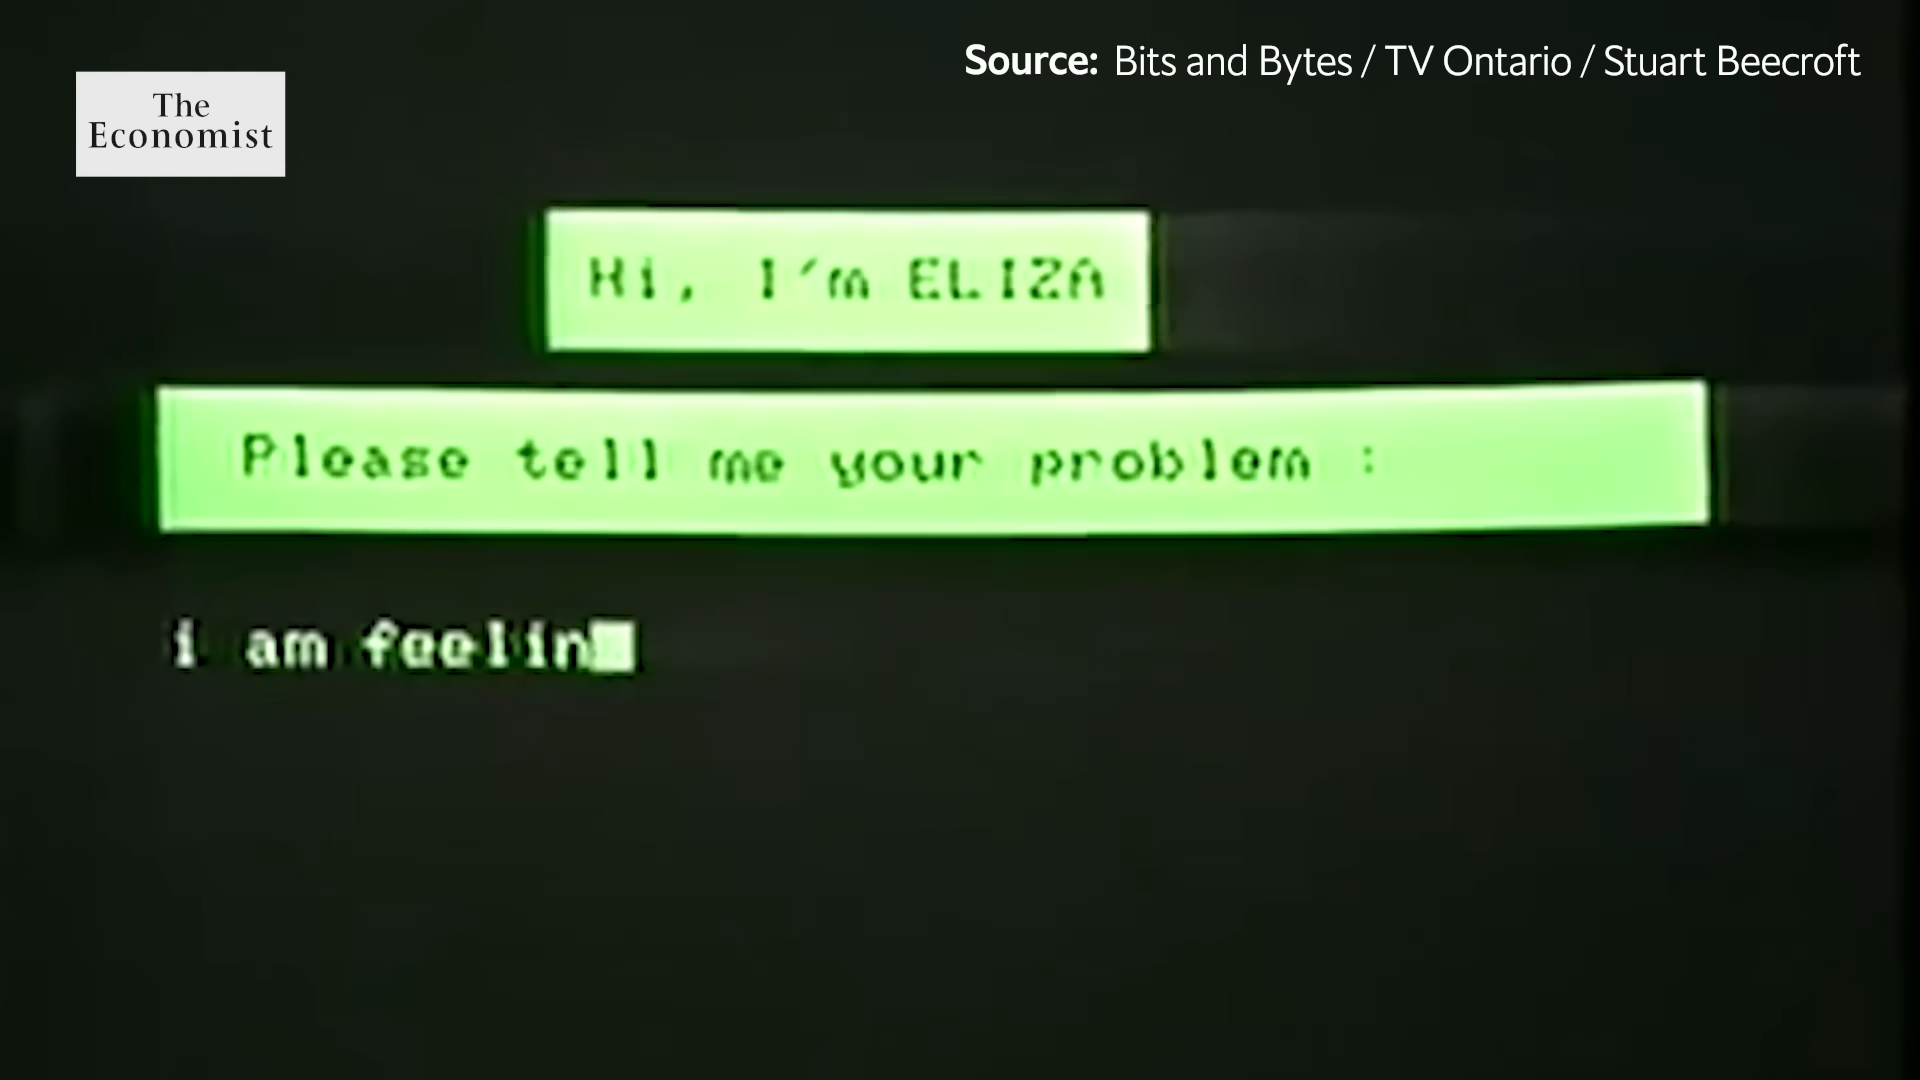 Source: Bits and Bytes / TV Ontario / Stuart Beecroft
The
Economist
Hi, I'm ELIZA
Please tell me your problem :
i am feelin